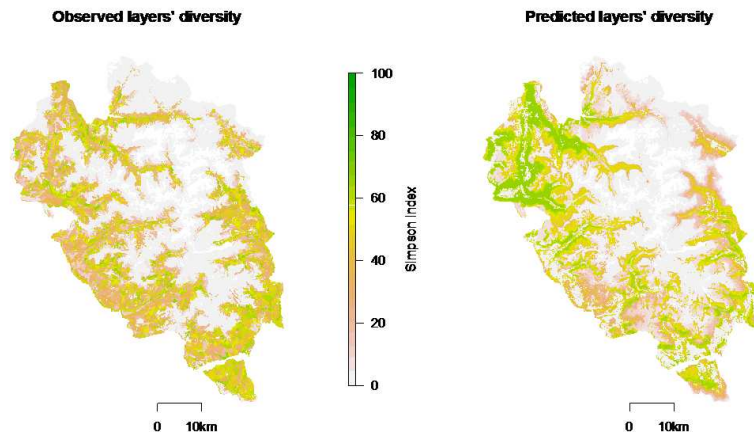 Observed layers' diversity
Predicted layers' diversity
100
80
60
40
20
0
Simpson index
0 10km
0 10km